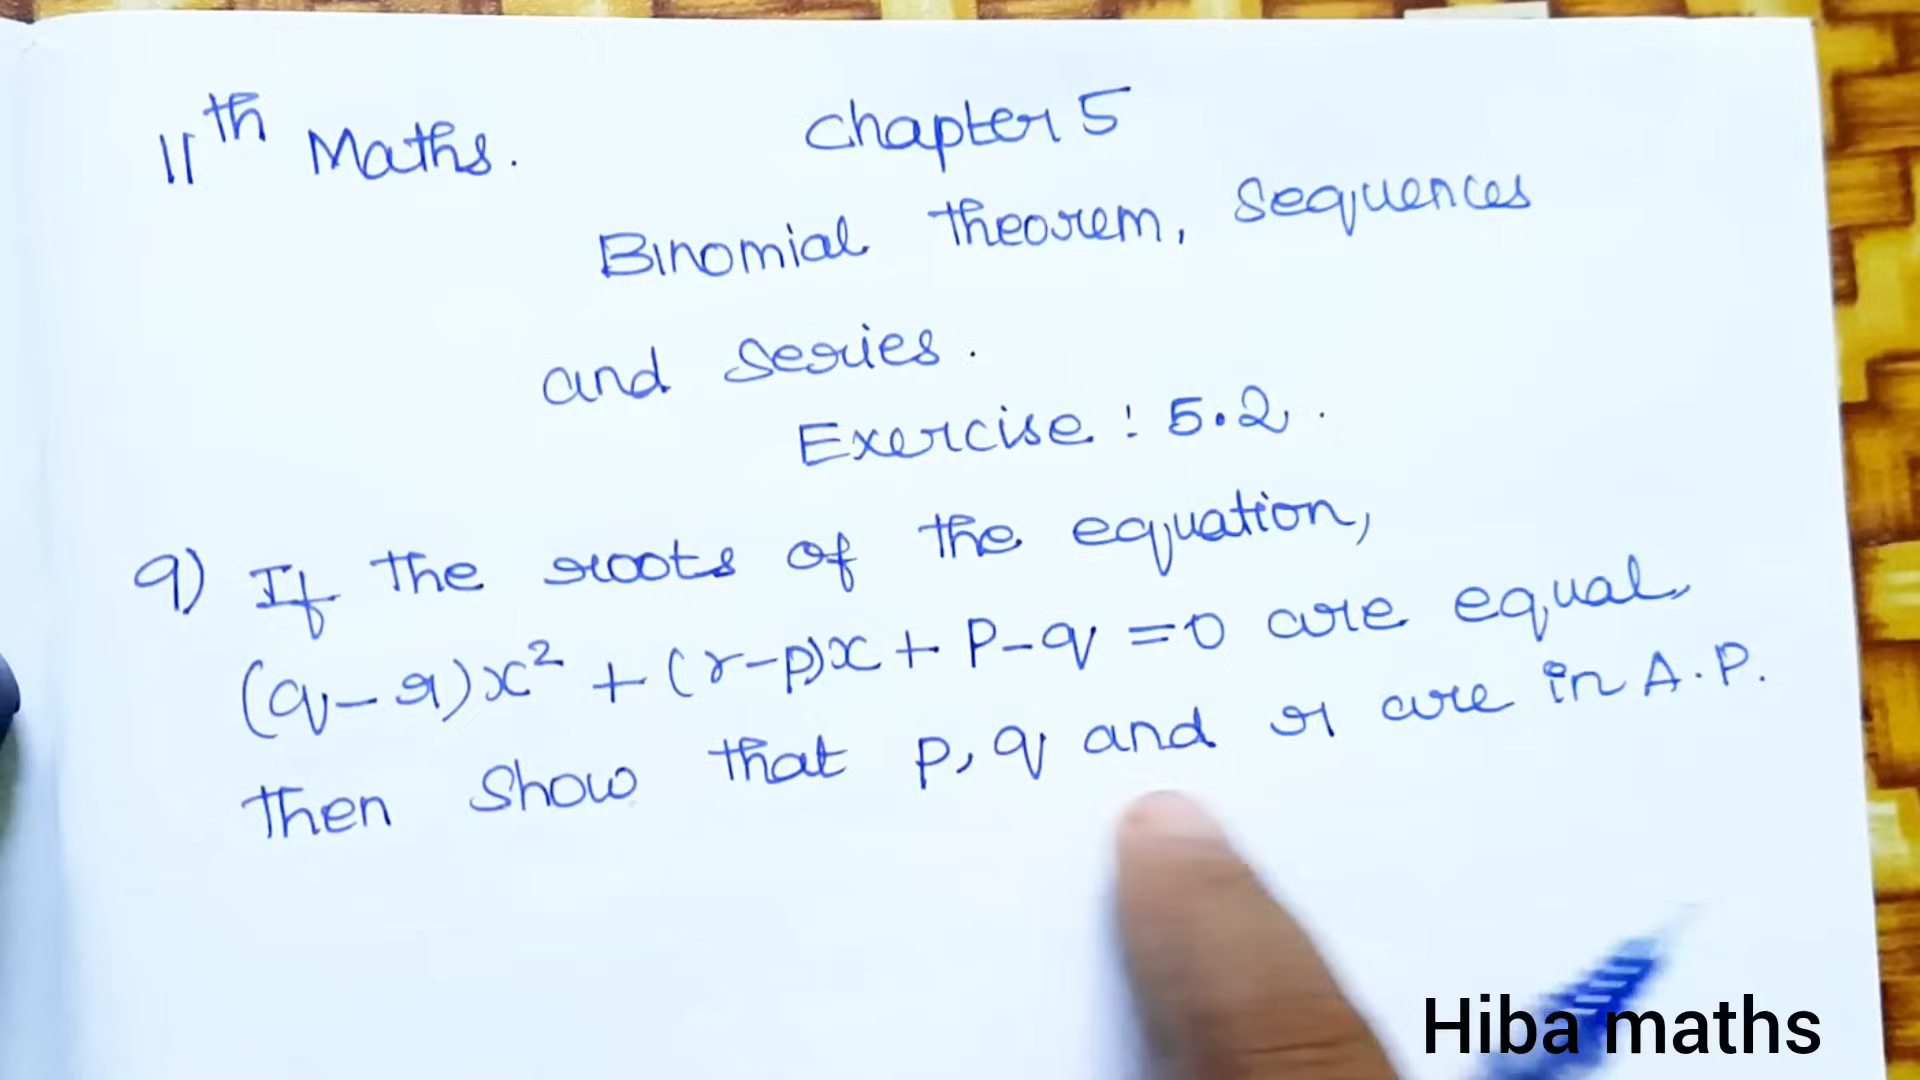 11th Maths. Chapter 5
Binomial theorem, Sequences
and series.
Exercise : 5.2.
9) If the roots of the equation,
(q-r)x² + (r-p)x + p-q = 0 are equal
then show that p, q and r are in A.P.
Hiba maths